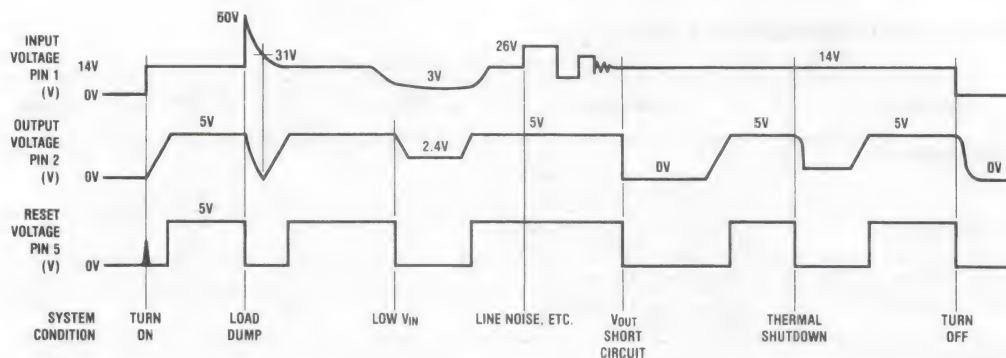 60V
INPUT
VOLTAGE
PIN 1
(V)
14V
0V
31V
3V
26V
14V
OUTPUT
VOLTAGE
PIN 2
(V)
0V
5V
2.4V
5V
0V
5V
5V
0V
RESET
VOLTAGE
PIN 5
(V)
0V
5V
SYSTEM
CONDITION
TURN
ON
LOAD
DUMP
LOW VIN
LINE NOISE, ETC.
VOUT
SHORT
CIRCUIT
THERMAL
SHUTDOWN
TURN
OFF